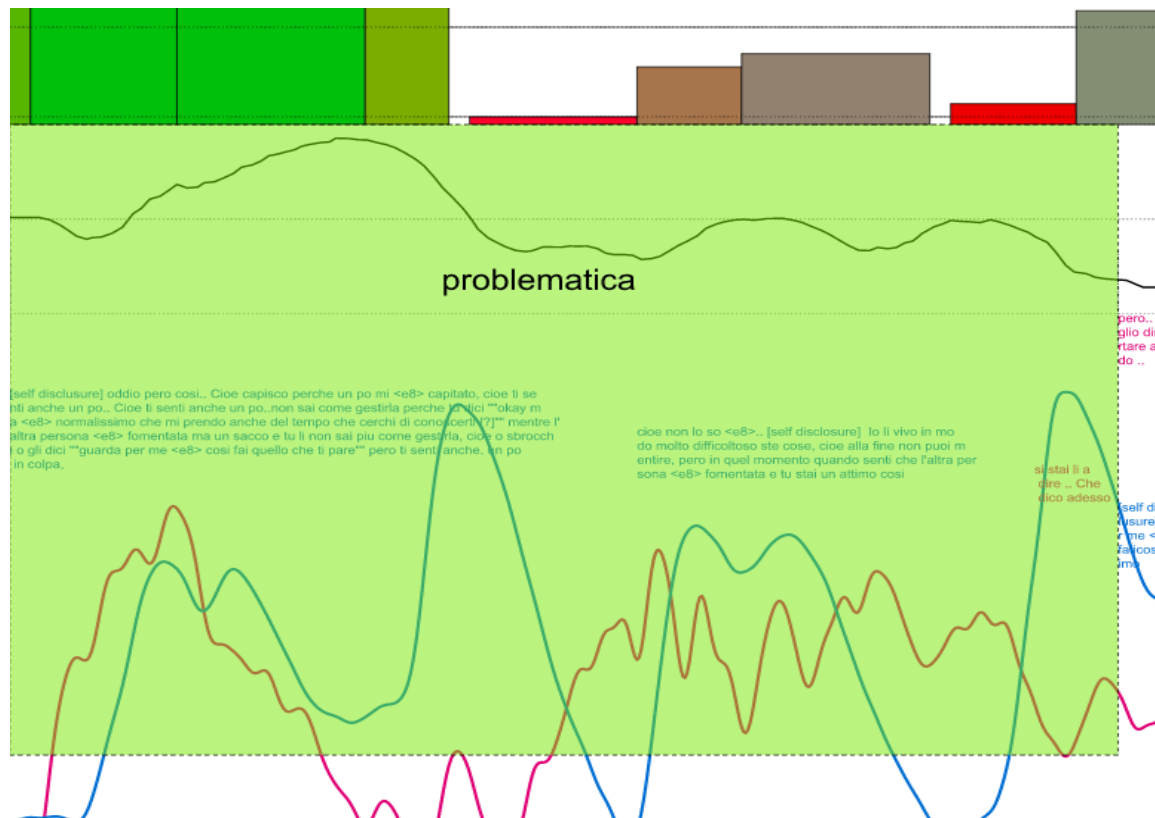 problematica
pero..
glio di
rtare a
do ..
[self disclusure] oddio pero cosi.. Cioe capisco perche un po mi <e8> capitato, cioe ti se
nti anche un po.. Cioe ti senti anche un po..non sai come gestirla perche tu dici ""okay m
a <e8> normalissimo che mi prendo anche del tempo che cerchi di conoscerti[?]"" mentre l'
altra persona <e8> fomentata ma un sacco e tu li non sai piu come gestirla, cioe o sbrocch
i o gli dici ""guarda per me <e8> cosi fai quello che ti pare"" pero ti senti anche. un po
in colpa,
cioe non lo so <e8>.. [self disclosure] Io li vivo in mo
do molto difficoltoso ste cose, cioe alla fine non puoi m
entire, pero in quel momento quando senti che l'altra per
sona <e8> fomentata e tu stai un attimo cosi
si stai li a
dire .. Che
dico adesso
[self di
lusure
r me <
faticos
imo